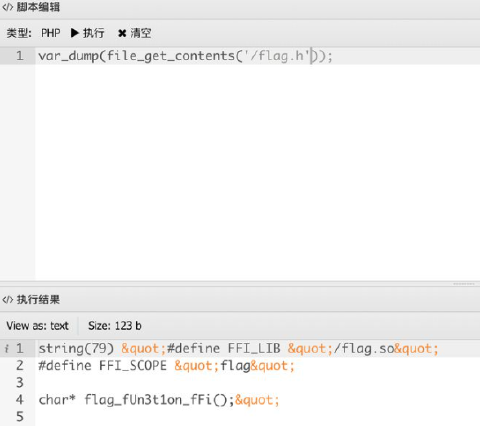 </> 脚本编辑
类型: PHP ▶ 执行 ✖ 清空
1 var_dump(file_get_contents('/flag.h'));
</> 执行结果
View as: text Size: 123 b
i 1 string(79) &quot;#define FFI_LIB &quot;/flag.so&quot;
2 #define FFI_SCOPE &quot;flag&quot;
3
4 char* flag_fUn3t1on_fFi();&quot;
5